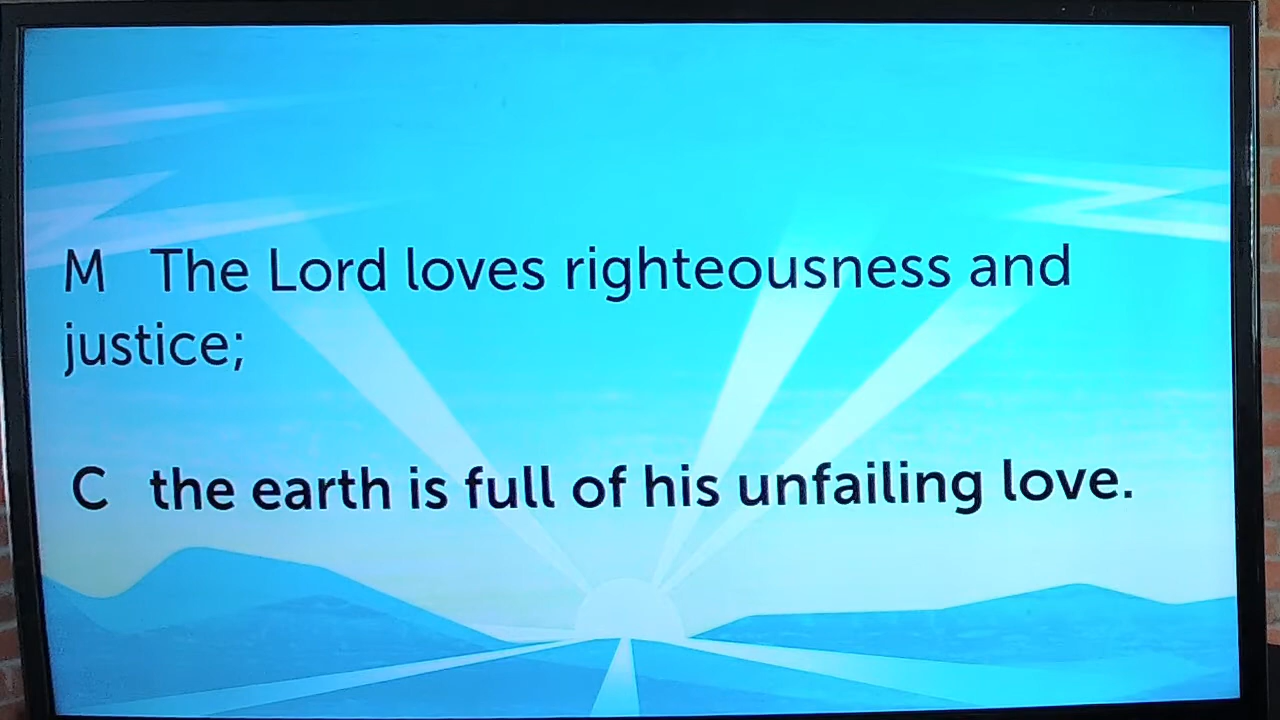 M The Lord loves righteousness and
justice;
C the earth is full of his unfailing love.